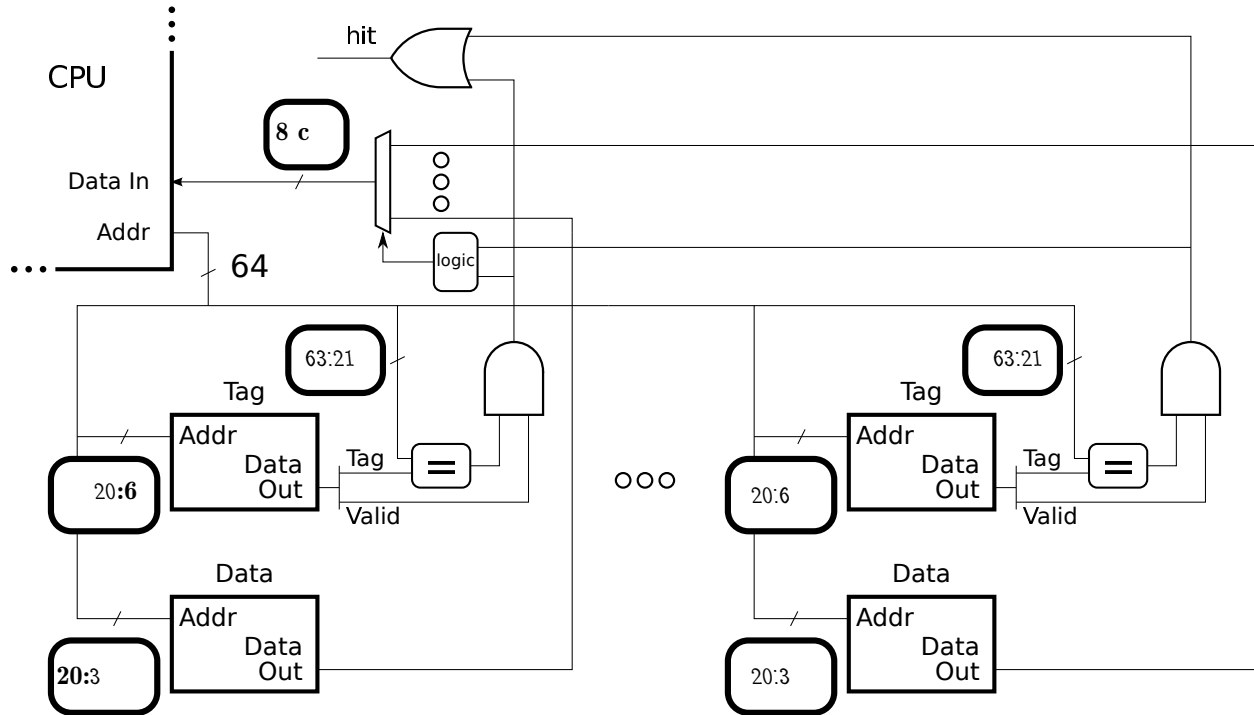 hit
CPU
8 c
Data In
Addr
logic
64
63:21
63:21
Tag
Tag
Addr
Data
Out
Tag
Valid
=
20:6
Addr
Data
Out
Tag
Valid
=
20:6
Data
Data
Addr
Data
Out
20:3
Addr
Data
Out
20:3